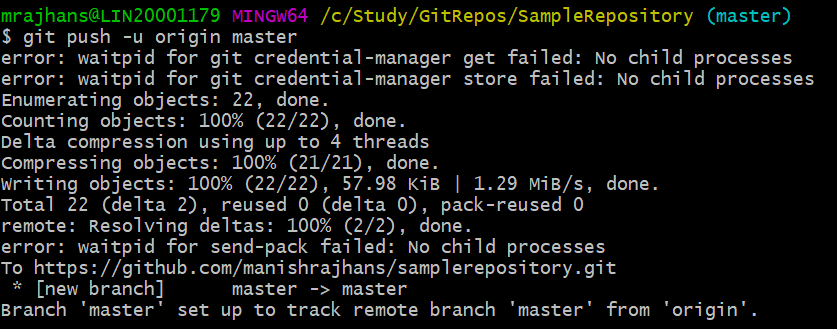 mrajhans@LIN20001179 MINGW64 /c/Study/GitRepos/SampleRepository (master)
$ git push -u origin master
error: waitpid for git credential-manager get failed: No child processes
error: waitpid for git credential-manager store failed: No child processes
Enumerating objects: 22, done.
Counting objects: 100% (22/22), done.
Delta compression using up to 4 threads
Compressing objects: 100% (21/21), done.
Writing objects: 100% (22/22), 57.98 KiB | 1.29 MiB/s, done.
Total 22 (delta 2), reused 0 (delta 0), pack-reused 0
remote: Resolving deltas: 100% (2/2), done.
error: waitpid for send-pack failed: No child processes
To https://github.com/manishrajhans/samplerepository.git
 * [new branch]      master -> master
Branch 'master' set up to track remote branch 'master' from 'origin'.